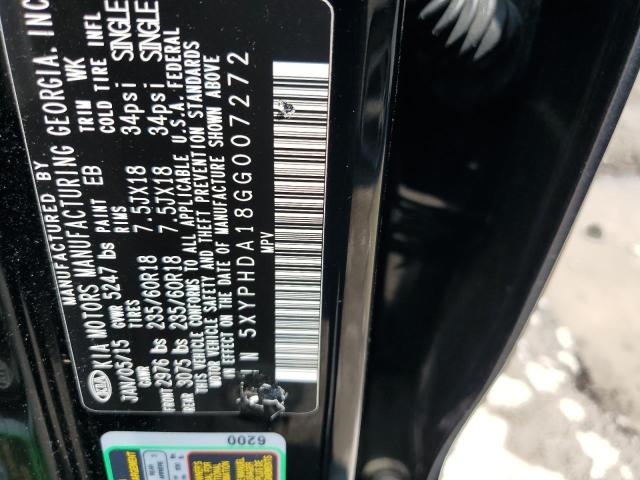 MANUFACTURED BY
KIA KIA MOTORS MANUFACTURING GEORGIA, INC
JAN/05/15 PAINT EB TRIM WK
GVWR 5247 lbs
GAWR TIRES RIMS COLD TIRE INFL
FRONT 2976 lbs 235/60R18 7.5JX18 34psi SINGLE
REAR 3075 lbs 235/60R18 7.5JX18 34psi SINGLE
THIS VEHICLE CONFORMS TO ALL APPLICABLE U.S.A. FEDERAL
MOTOR VEHICLE SAFETY AND THEFT PREVENTION STANDARDS
IN EFFECT ON THE DATE OF MANUFACTURE SHOWN ABOVE
5XYPHDA18GG007272
MPV
6200